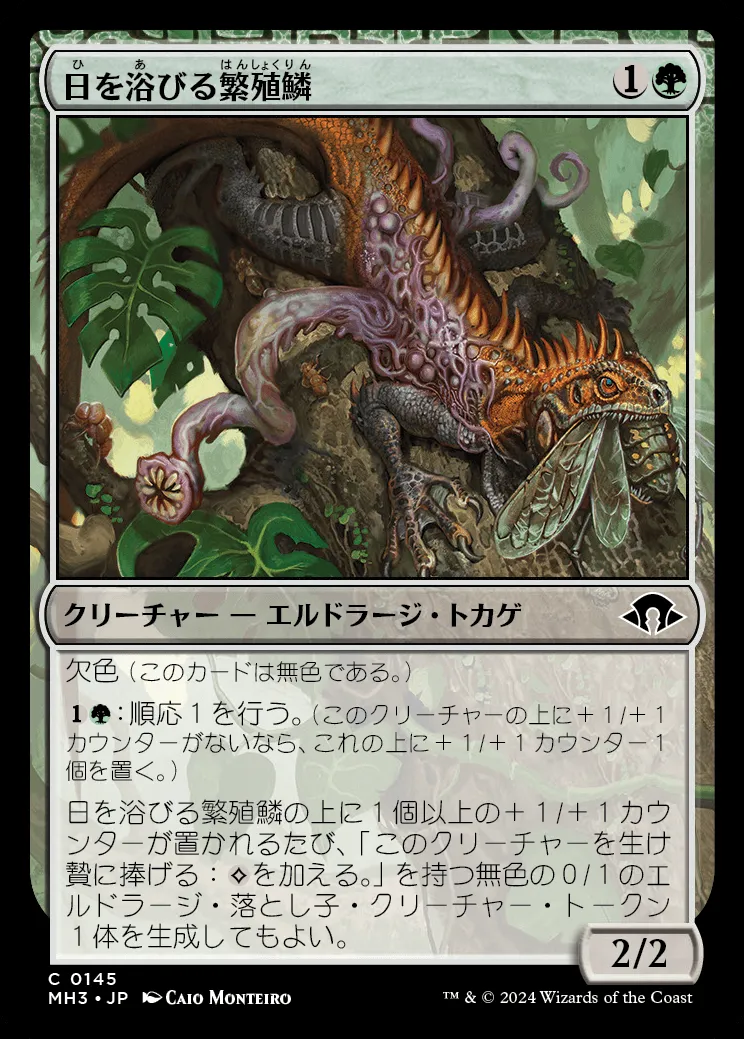 日を浴びる繁殖鱗
ひ あ はんしょくりん
1
クリーチャー — エルドラージ・トカゲ
欠色(このカードは無色である。)
1 :順応1を行う。(このクリーチャーの上に+1/+1
カウンターがないなら、これの上に+1/+1カウンター1
個を置く。)
日を浴びる繁殖鱗の上に1個以上の+1/+1カウ
ンターが置かれるたび、「このクリーチャーを生け
贄に捧げる: を加える。」を持つ無色の0/1のエ
ルドラージ・落とし子・クリーチャー・トークン
1体を生成してもよい。
2/2
C 0145
MH3 • JP Caio Monteiro
™ & © 2024 Wizards of the Coast